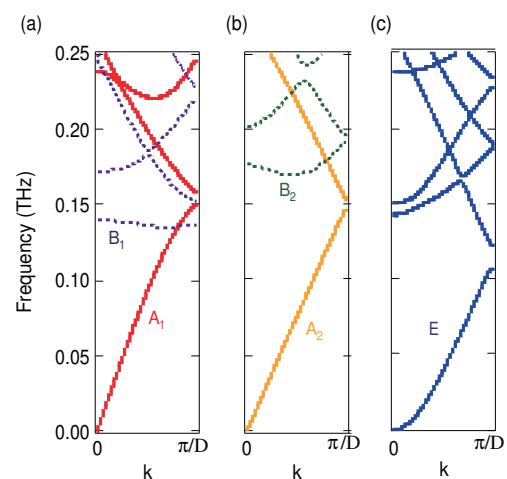 (a) (b) (c)
0.25
0.20
0.15
0.10
0.05
0.00
Frequency (THz)
B1
A1
B2
A2
E
0 π/D 0 π/D 0 π/D
k k k